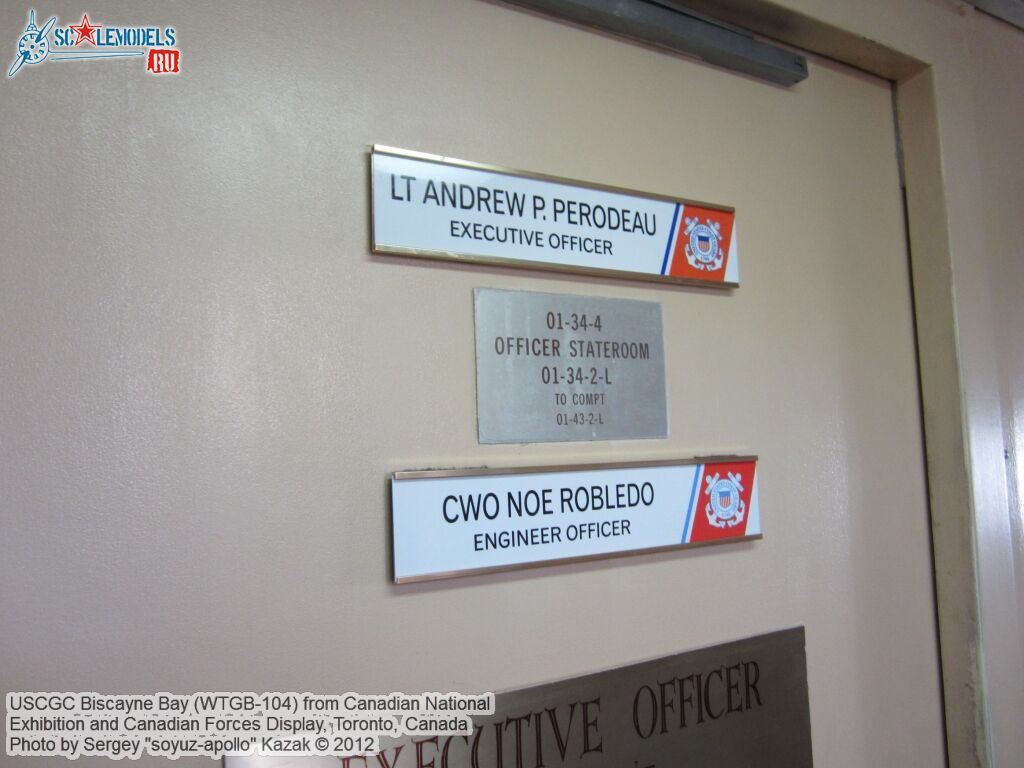 SCALEMODELS
.RU
LT ANDREW P. PERODEAU
EXECUTIVE OFFICER
01-34-4
OFFICER STATEROOM
01-34-2-L
TO COMPT
01-43-2-L
CWO NOE ROBLEDO
ENGINEER OFFICER
EXECUTIVE OFFICER
USCGC Biscayne Bay (WTGB-104) from Canadian National
Exhibition and Canadian Forces Display, Toronto, Canada
Photo by Sergey "soyuz-apollo" Kazak © 2012